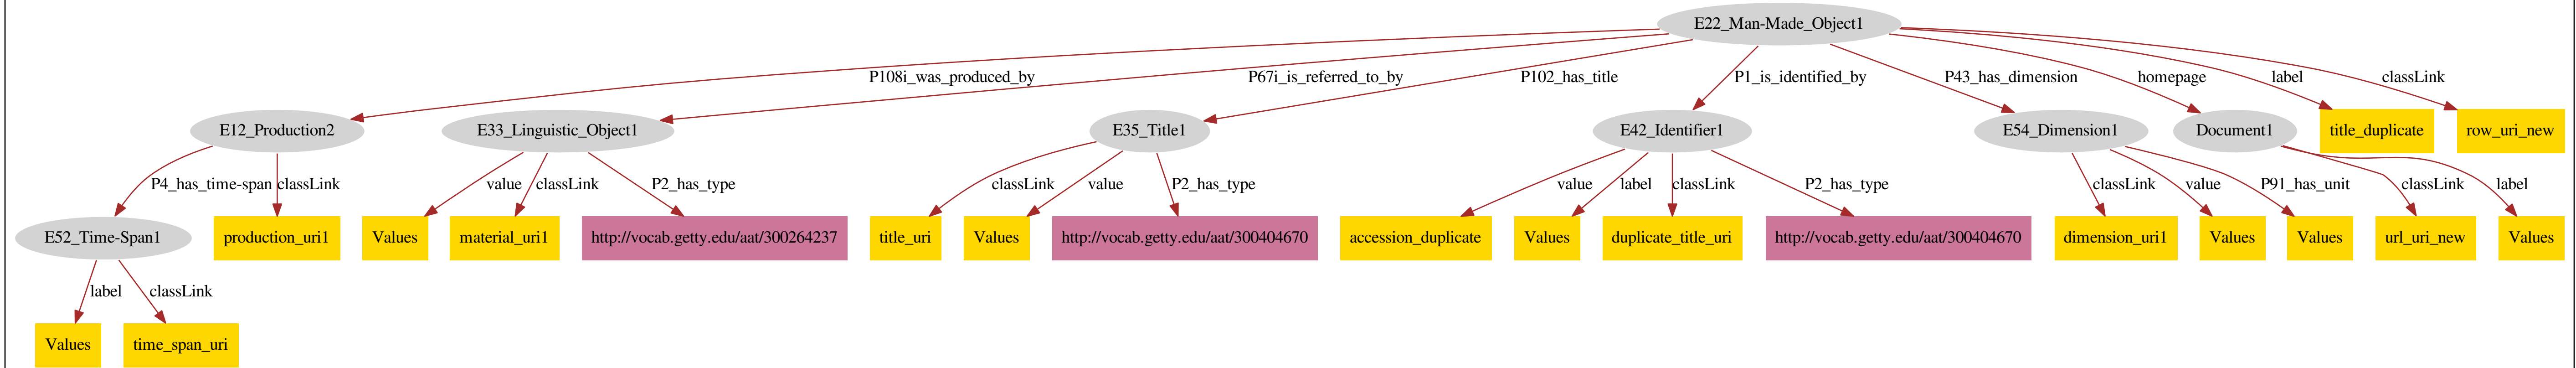 E22_Man-Made_Object1
P108i_was_produced_by
P67i_is_referred_to_by
P102_has_title
P1_is_identified_by
P43_has_dimension
homepage
label
classLink
E12_Production2
E33_Linguistic_Object1
E35_Title1
E42_Identifier1
E54_Dimension1
Document1
title_duplicate
row_uri_new
P4_has_time-span
classLink
value
classLink
P2_has_type
classLink
value
P2_has_type
value
label
classLink
P2_has_type
classLink
value
P91_has_unit
classLink
label
E52_Time-Span1
production_uri1
Values
material_uri1
http://vocab.getty.edu/aat/300264237
title_uri
Values
http://vocab.getty.edu/aat/300404670
accession_duplicate
Values
duplicate_title_uri
http://vocab.getty.edu/aat/300404670
dimension_uri1
Values
Values
url_uri_new
Values
label
classLink
Values
time_span_uri